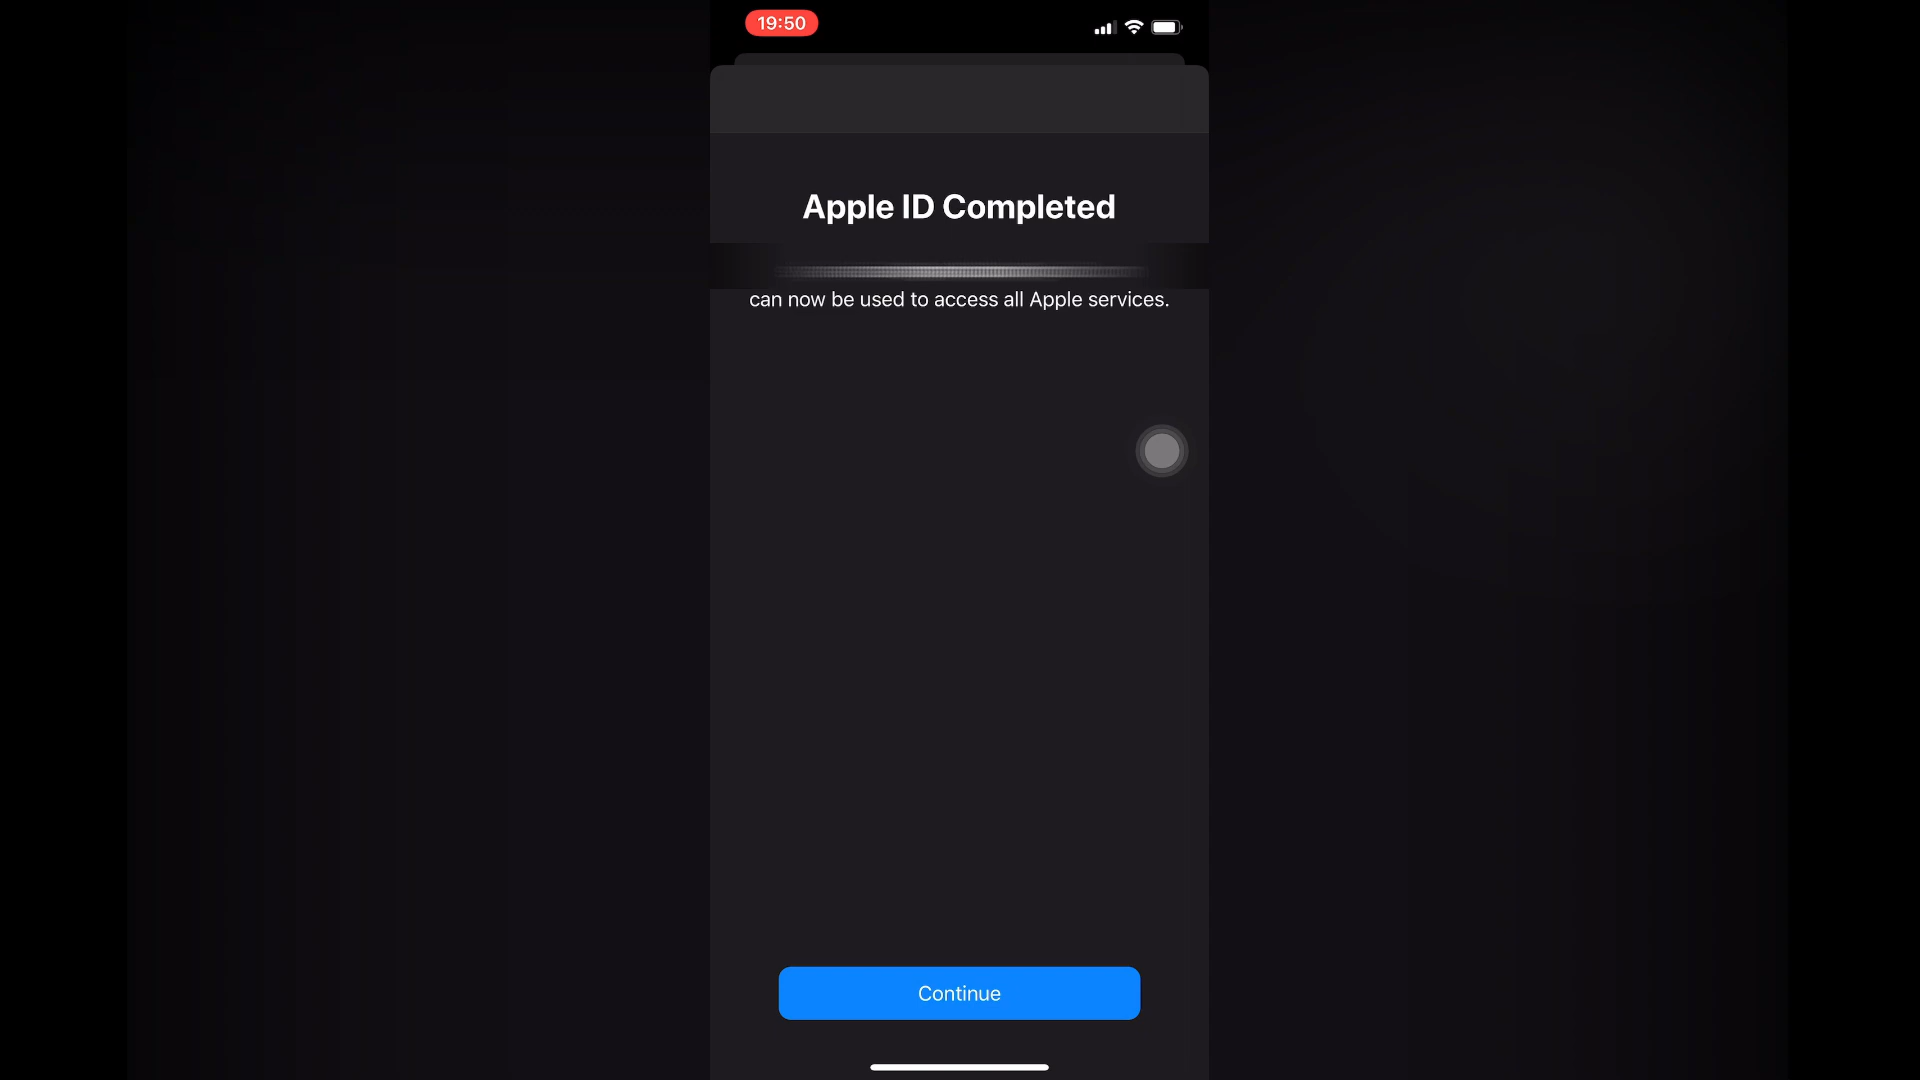 19:50
Apple ID Completed
can now be used to access all Apple services.
Continue